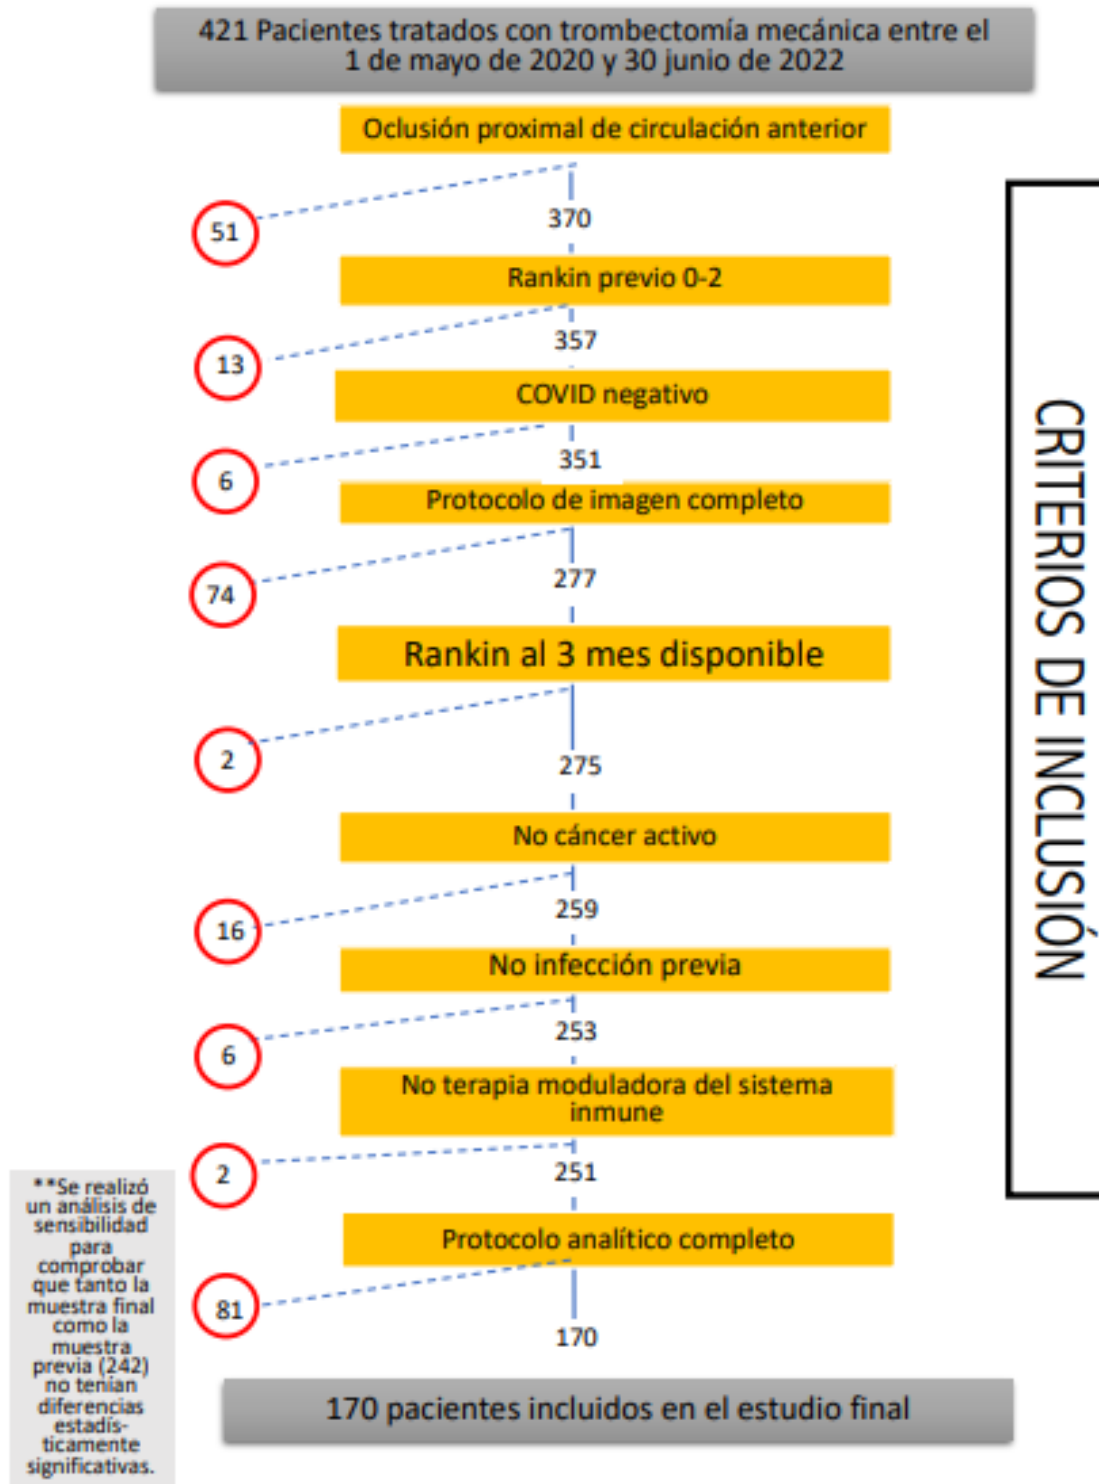 421 Pacientes tratados con trombectomía mecánica entre el
1 de mayo de 2020 y 30 junio de 2022
Oclusión proximal de circulación anterior
51
370
Rankin previo 0-2
13
357
COVID negativo
6
351
Protocolo de imagen completo
74
277
Rankin al 3 mes disponible
2
275
No cáncer activo
16
259
No infección previa
6
253
No terapia moduladora del sistema
inmune
2
251
Protocolo analítico completo
81
170
170 pacientes incluidos en el estudio final
CRITERIOS DE INCLUSIÓN
**Se realizó
un análisis de
sensibilidad
para
comprobar
que tanto la
muestra final
como la
muestra
previa (242)
no tenían
diferencias
estadís-
ticamente
significativas.